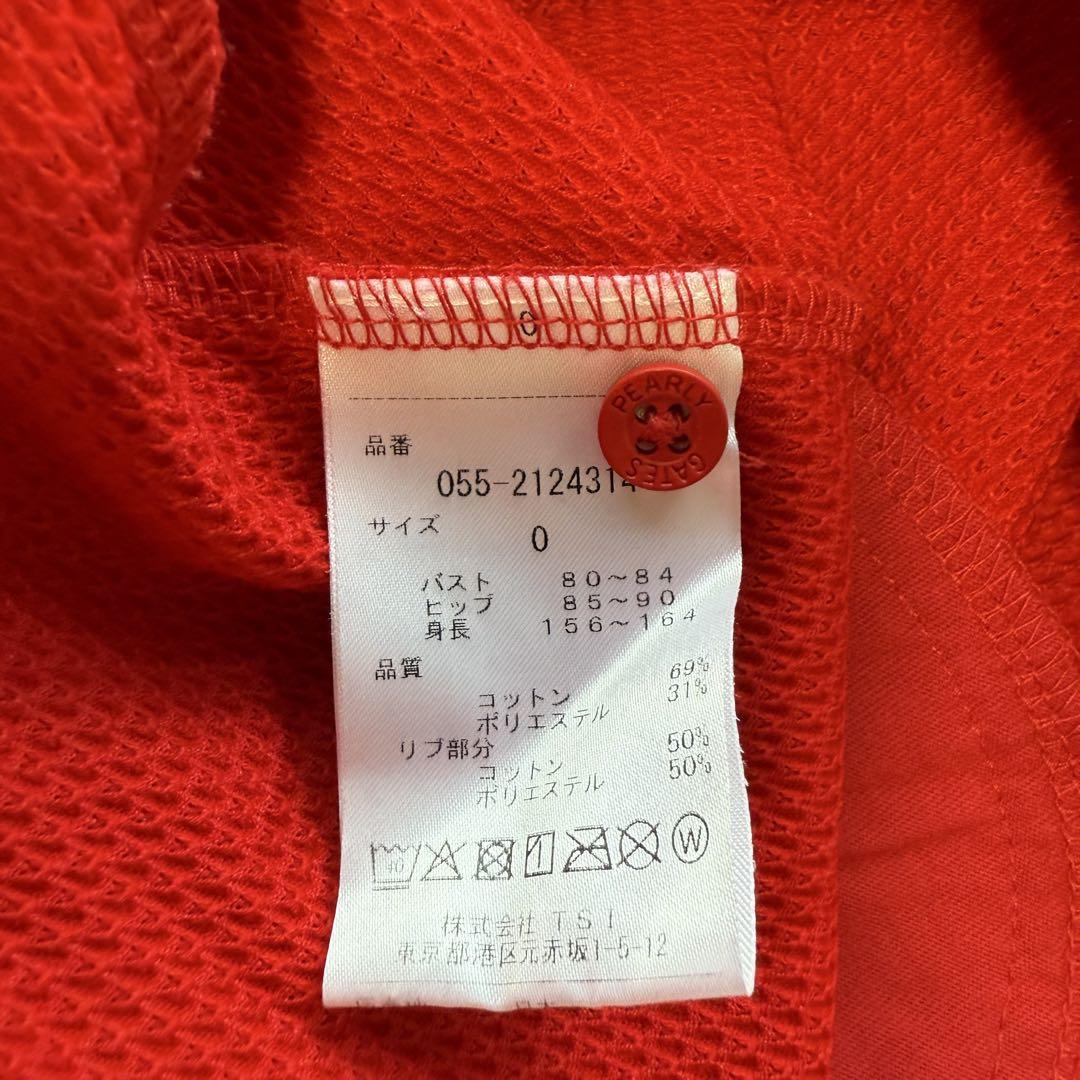 0
PEARLY
GATES
品番
055-2124314
サイズ
0
バスト 80~84
ヒップ 85~90
身長 156~164
品質
69%
コットン 31%
ポリエステル
リブ部分 50%
コットン 50%
ポリエステル
40
W
株式会社 TSI
東京都港区元赤坂1-5-12